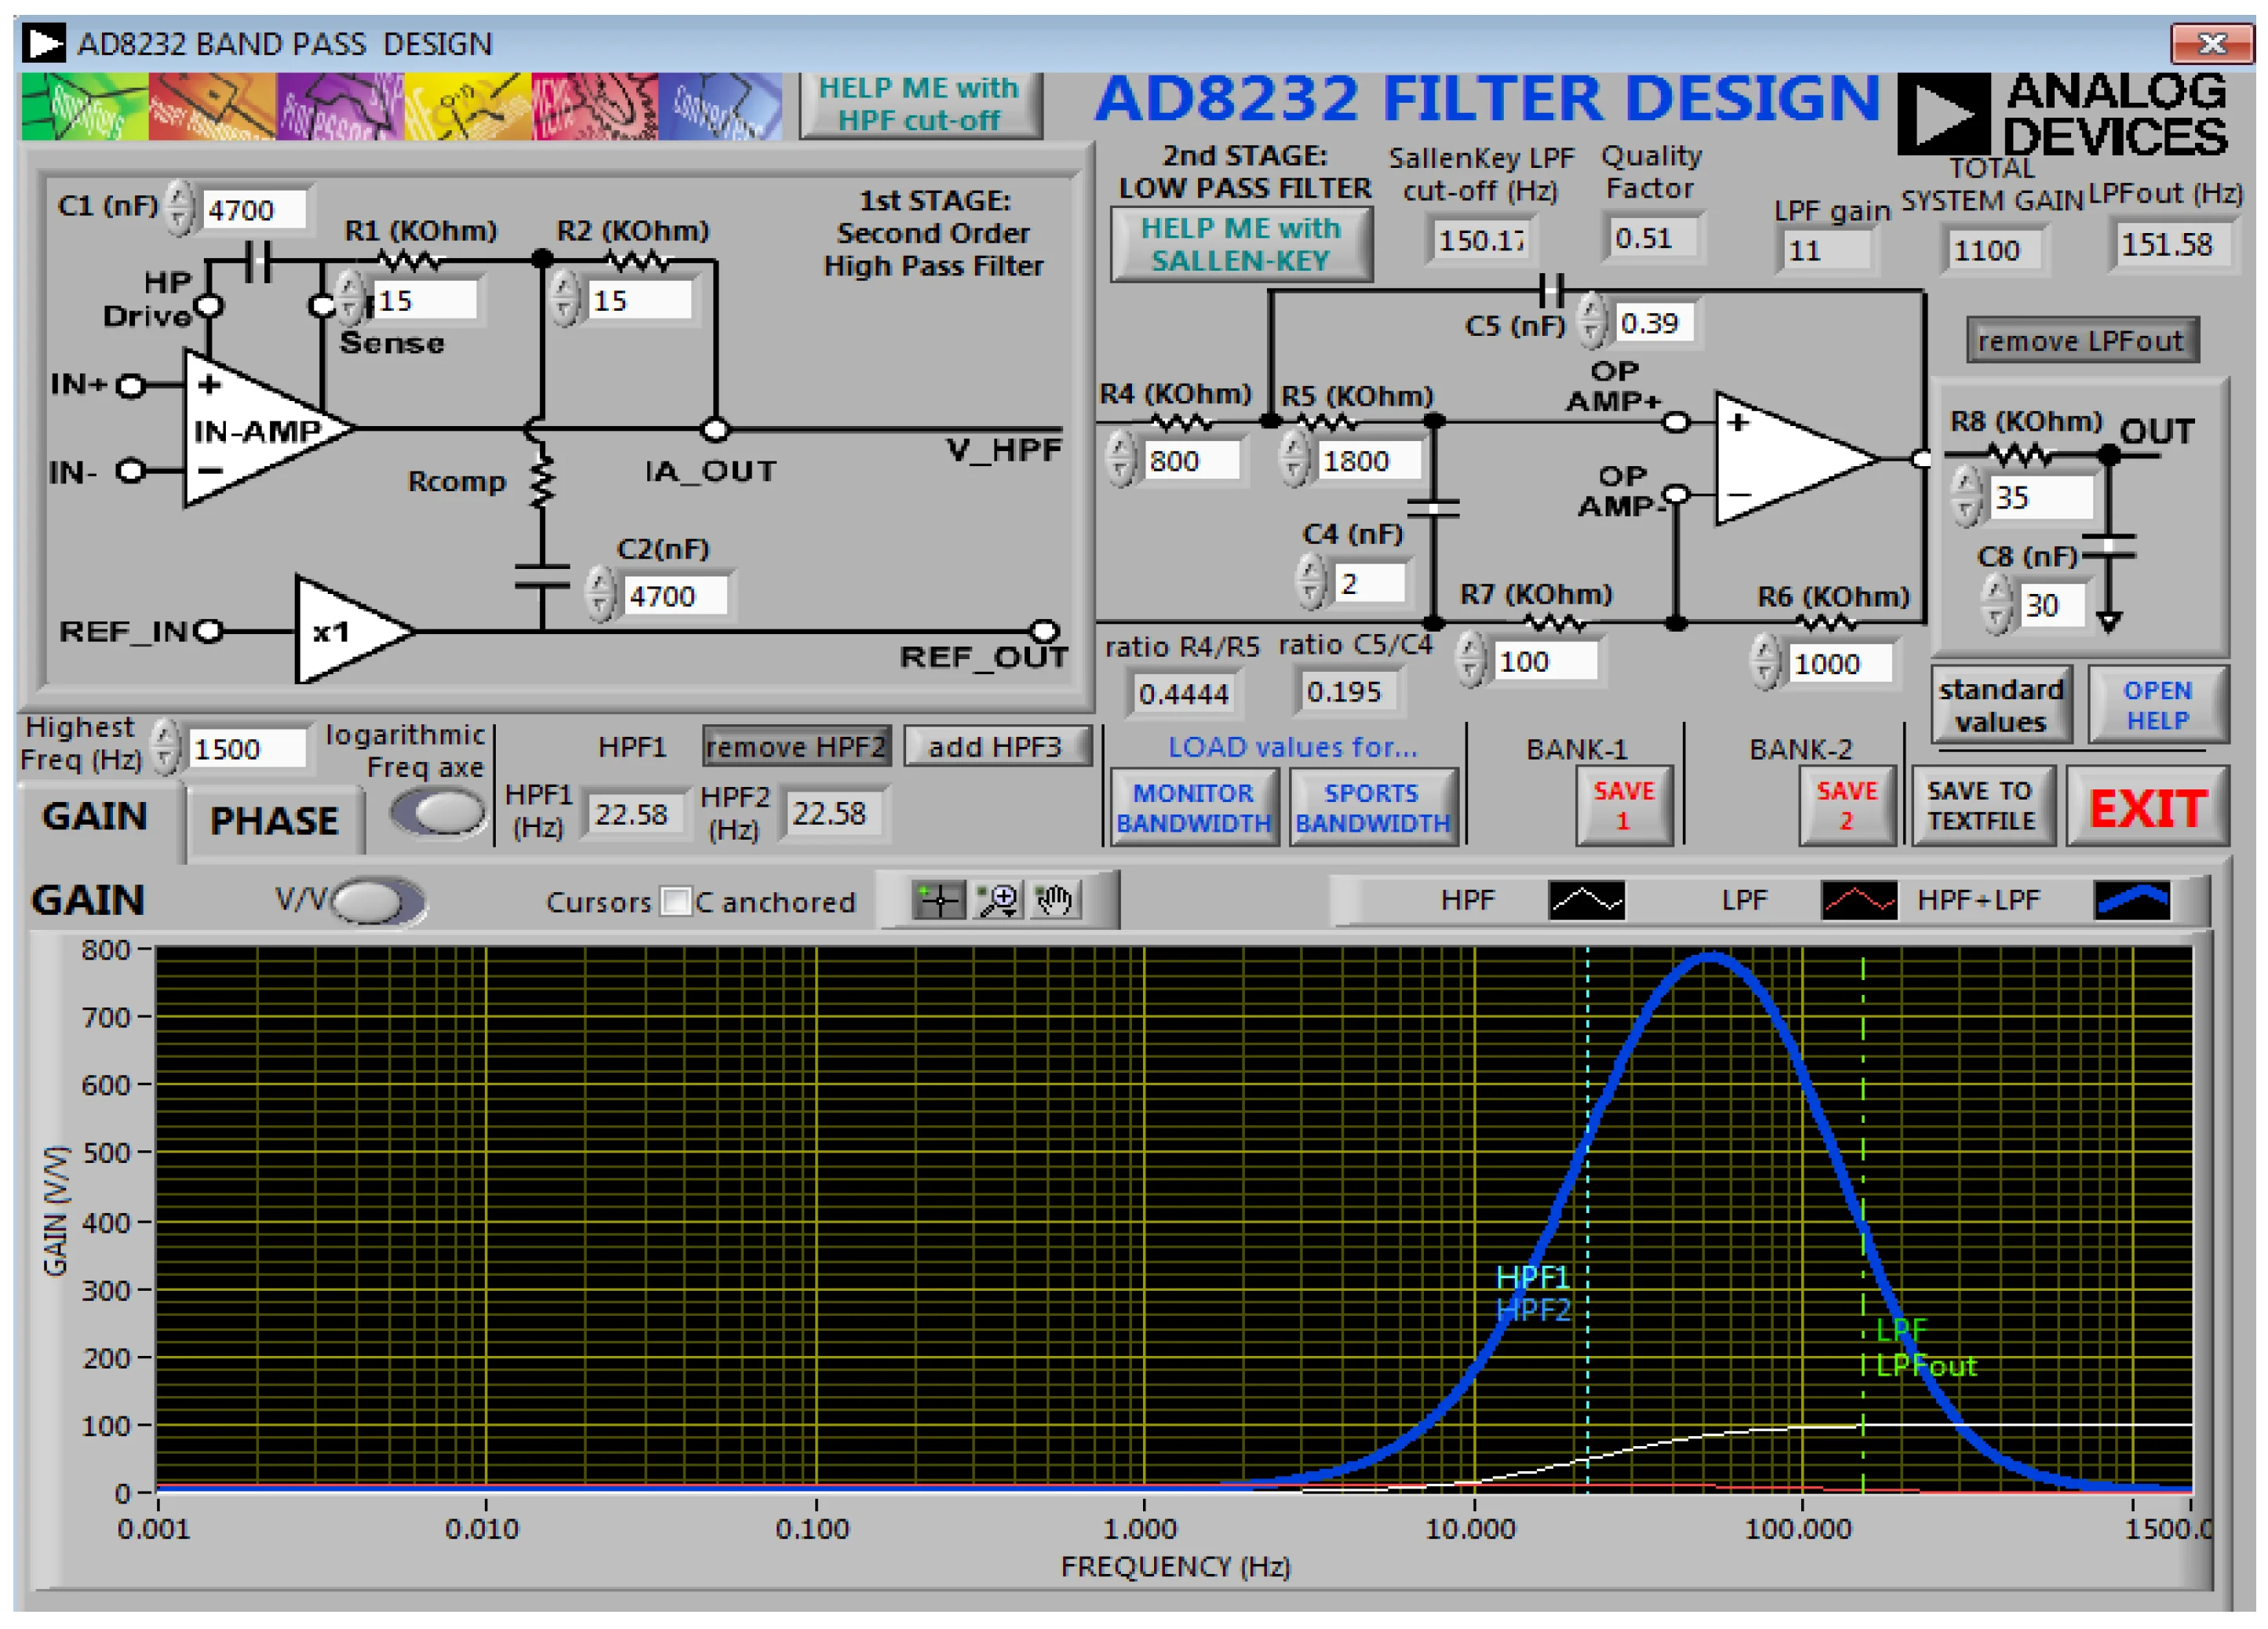 AD8232 BAND PASS DESIGN
HELP ME with
HPF cut-off
AD8232 FILTER DESIGN
ANALOG
DEVICES
C1 (nF)
4700
R1 (KOhm)
15
R2 (KOhm)
15
1st STAGE:
Second Order
High Pass Filter
HP
Drive
Sense
IN+
IN-AMP
IN-
+
−
IA_OUT
V_HPF
Rcomp
C2(nF)
4700
REF_IN
x1
REF_OUT
2nd STAGE:
LOW PASS FILTER
HELP ME with
SALLEN-KEY
SallenKey LPF
cut-off (Hz)
150.17
Quality
Factor
0.51
LPF gain
11
TOTAL
SYSTEM GAIN
1100
LPFout (Hz)
151.58
C5 (nF)
0.39
remove LPFout
R4 (KOhm)
800
R5 (KOhm)
1800
OP
AMP+
OP
AMP-
+
−
R8 (KOhm)
35
OUT
C8 (nF)
30
C4 (nF)
2
R7 (KOhm)
100
R6 (KOhm)
1000
ratio R4/R5
0.4444
ratio C5/C4
0.195
standard
values
OPEN
HELP
Highest
Freq (Hz)
1500
logarithmic
Freq axe
HPF1
remove HPF2
add HPF3
HPF1
(Hz)
22.58
HPF2
(Hz)
22.58
LOAD values for...
MONITOR
BANDWIDTH
SPORTS
BANDWIDTH
BANK-1
SAVE
1
BANK-2
SAVE
2
SAVE TO
TEXTFILE
EXIT
GAIN
PHASE
GAIN
V/V
Cursors
C anchored
HPF
LPF
HPF+LPF
GAIN (V/V)
800
700
600
500
400
300
200
100
0
HPF1
HPF2
LPF
LPFout
0.001
0.010
0.100
1.000
10.000
100.000
1500.0
FREQUENCY (Hz)